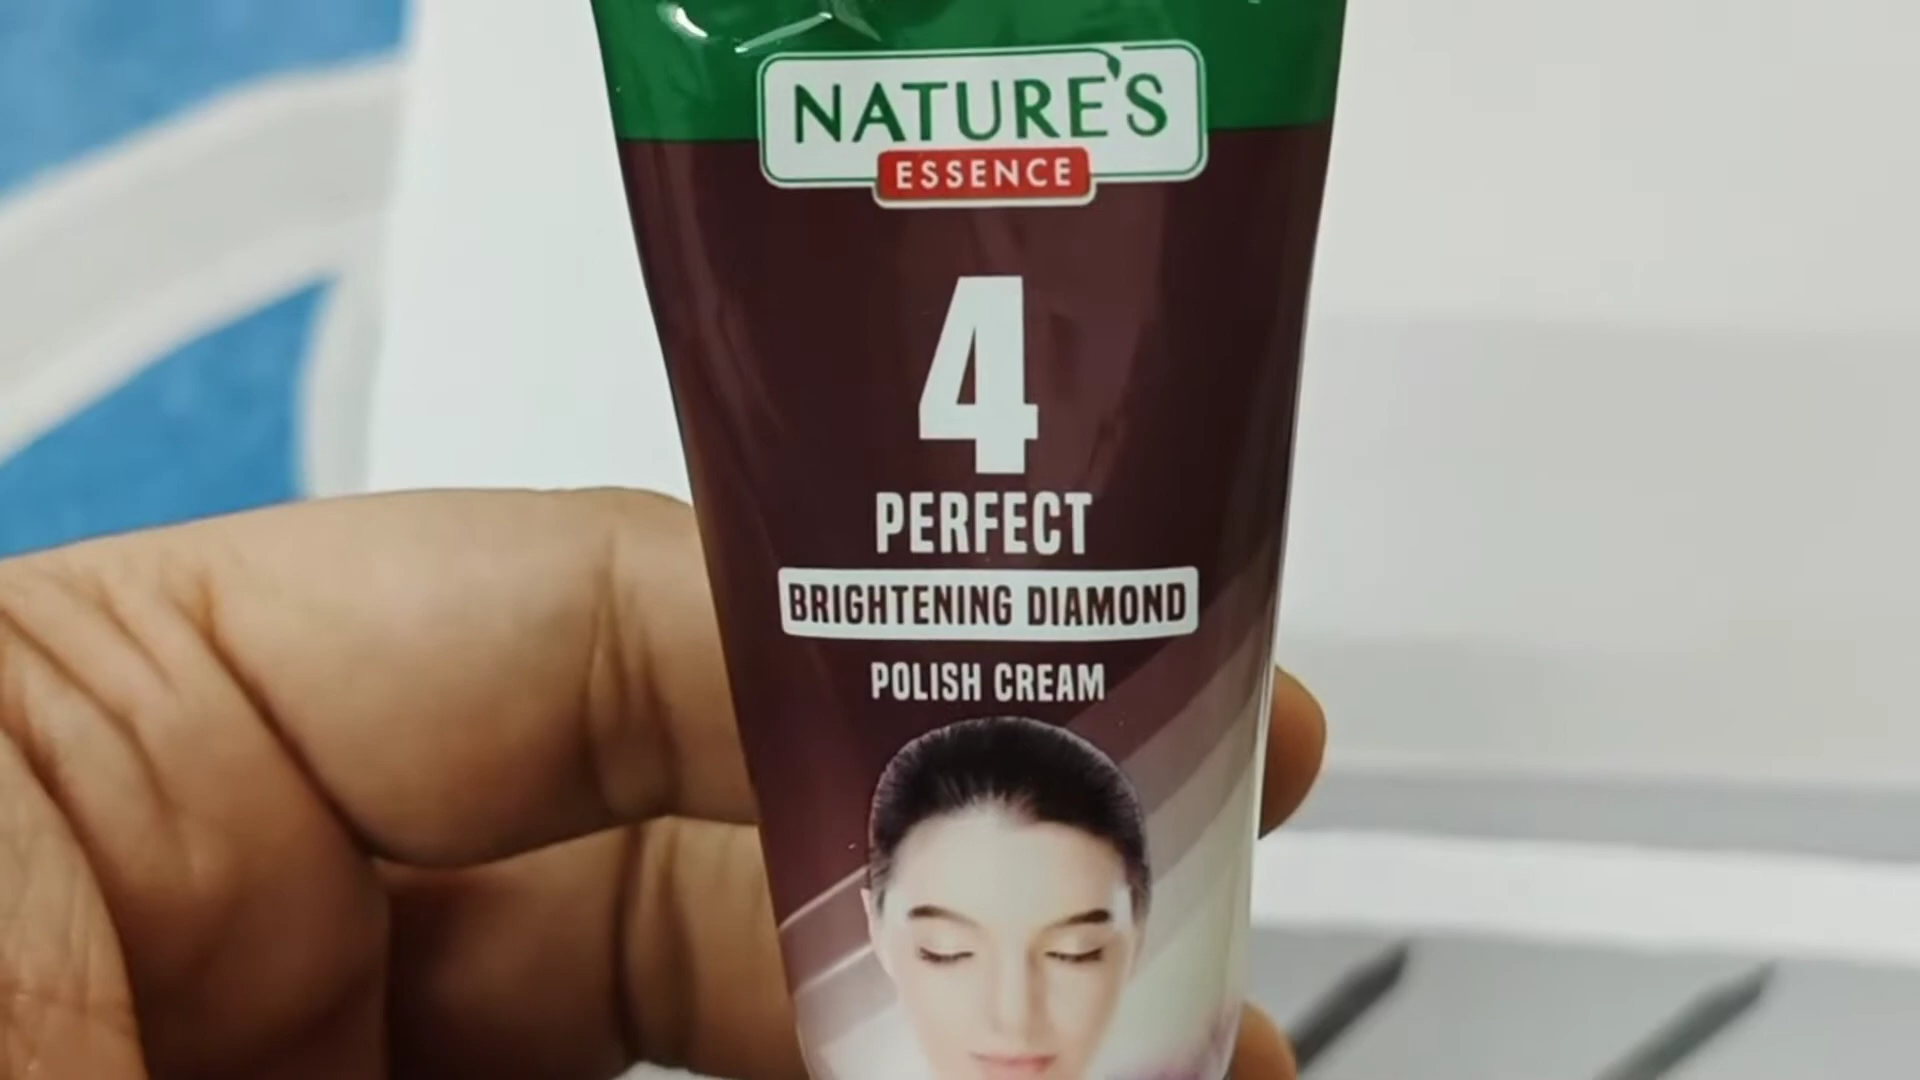 NATURE'S
ESSENCE
4
PERFECT
BRIGHTENING DIAMOND
POLISH CREAM